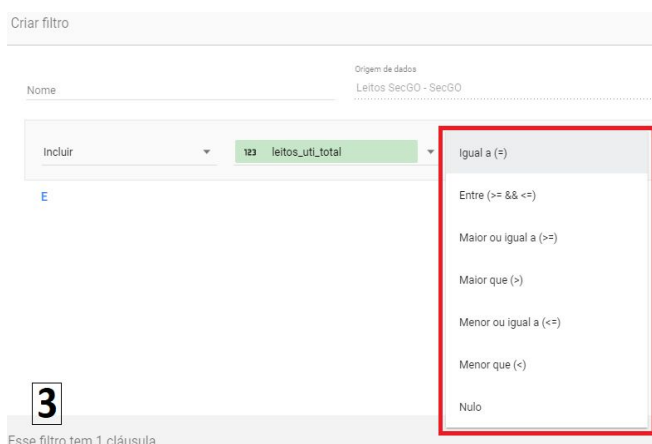 Criar filtro
Origem de dados
Nome
Leitos SecGO - SecGO
Incluir
123 leitos_uti_total
Igual a (=)
E
Entre (>= && <=)
Maior ou igual a (>=)
Maior que (>)
Menor ou igual a (<=)
Menor que (<)
3
Nulo
Esse filtro tem 1 cláusula